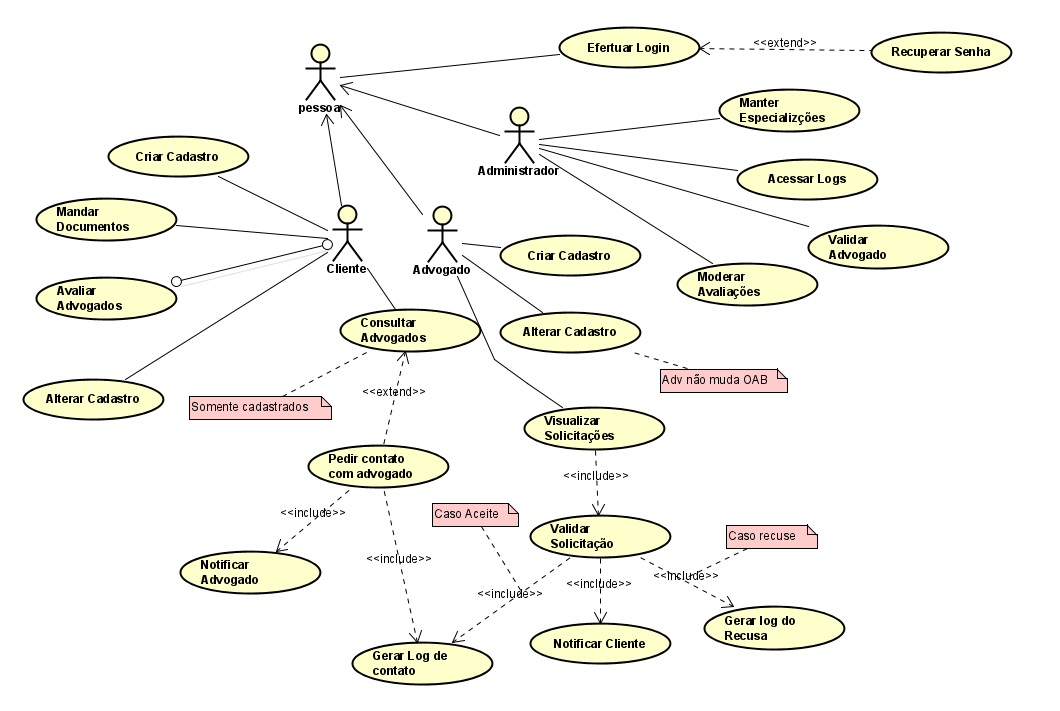 Efertuar Login
<<extend>>
Recuperar Senha
pessoa
Manter
Especializções
Administrador
Criar Cadastro
Acessar Logs
Mandar
Documentos
Validar
Advogado
Cliente
Advogado
Criar Cadastro
Moderar
Avaliações
Avaliar
Advogados
Consultar
Advogados
Alterar Cadastro
Adv não muda OAB
<<extend>>
Alterar Cadastro
Somente cadastrados
Visualizar
Solicitações
Pedir contato
com advogado
<<include>>
<<include>>
Caso Aceite
Validar
Solicitação
Caso recuse
<<include>>
Notificar
Advogado
<<include>>
<<include>>
<<include>>
Gerar log do
Recusa
Notificar Cliente
Gerar Log de
contato